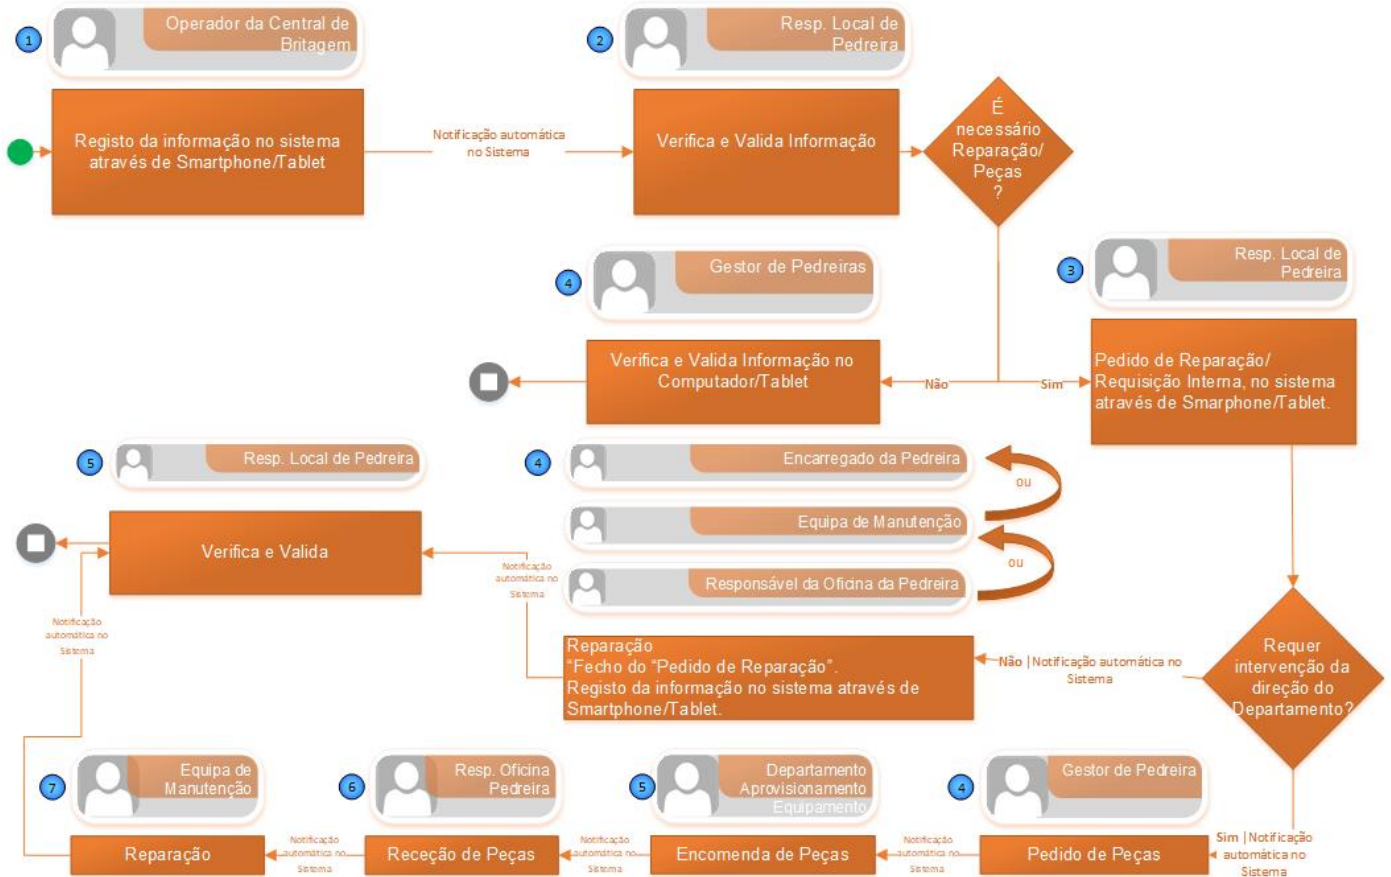 1
Operador da Central de
Britagem
2
Resp. Local de
Pedreira
Registo da informação no sistema
através de Smartphone/Tablet
Notificação automática
no Sistema
Verifica e Valida Informação
É
necessário
Reparação/
Peças
?
4
Gestor de Pedreiras
3
Resp. Local de
Pedreira
Verifica e Valida Informação no
Computador/Tablet
Não
Sim
Pedido de Reparação/
Requisição Interna, no sistema
através de Smarphone/Tablet.
5
Resp. Local de Pedreira
4
Encarregado da Pedreira
ou
Equipa de Manutenção
ou
Responsável da Oficina da Pedreira
Verifica e Valida
Notificação
automática no
Sistema
Notificação
automática no
Sistema
Reparação
“Fecho do “Pedido de Reparação”.
Registo da informação no sistema através de
Smartphone/Tablet.
Não |Notificação automática no
Sistema
Requer
intervenção da
direção do
Departamento?
7
Equipa de
Manutenção
6
Resp. Oficina
Pedreira
5
Departamento
Aprovisionamento
Equipamento
4
Gestor de Pedreira
Reparação
Notificação
automática no
Sistema
Receção de Peças
Notificação
automática no
Sistema
Encomenda de Peças
Notificação
automática no
Sistema
Pedido de Peças
Sim |Notificação
automática no
Sistema